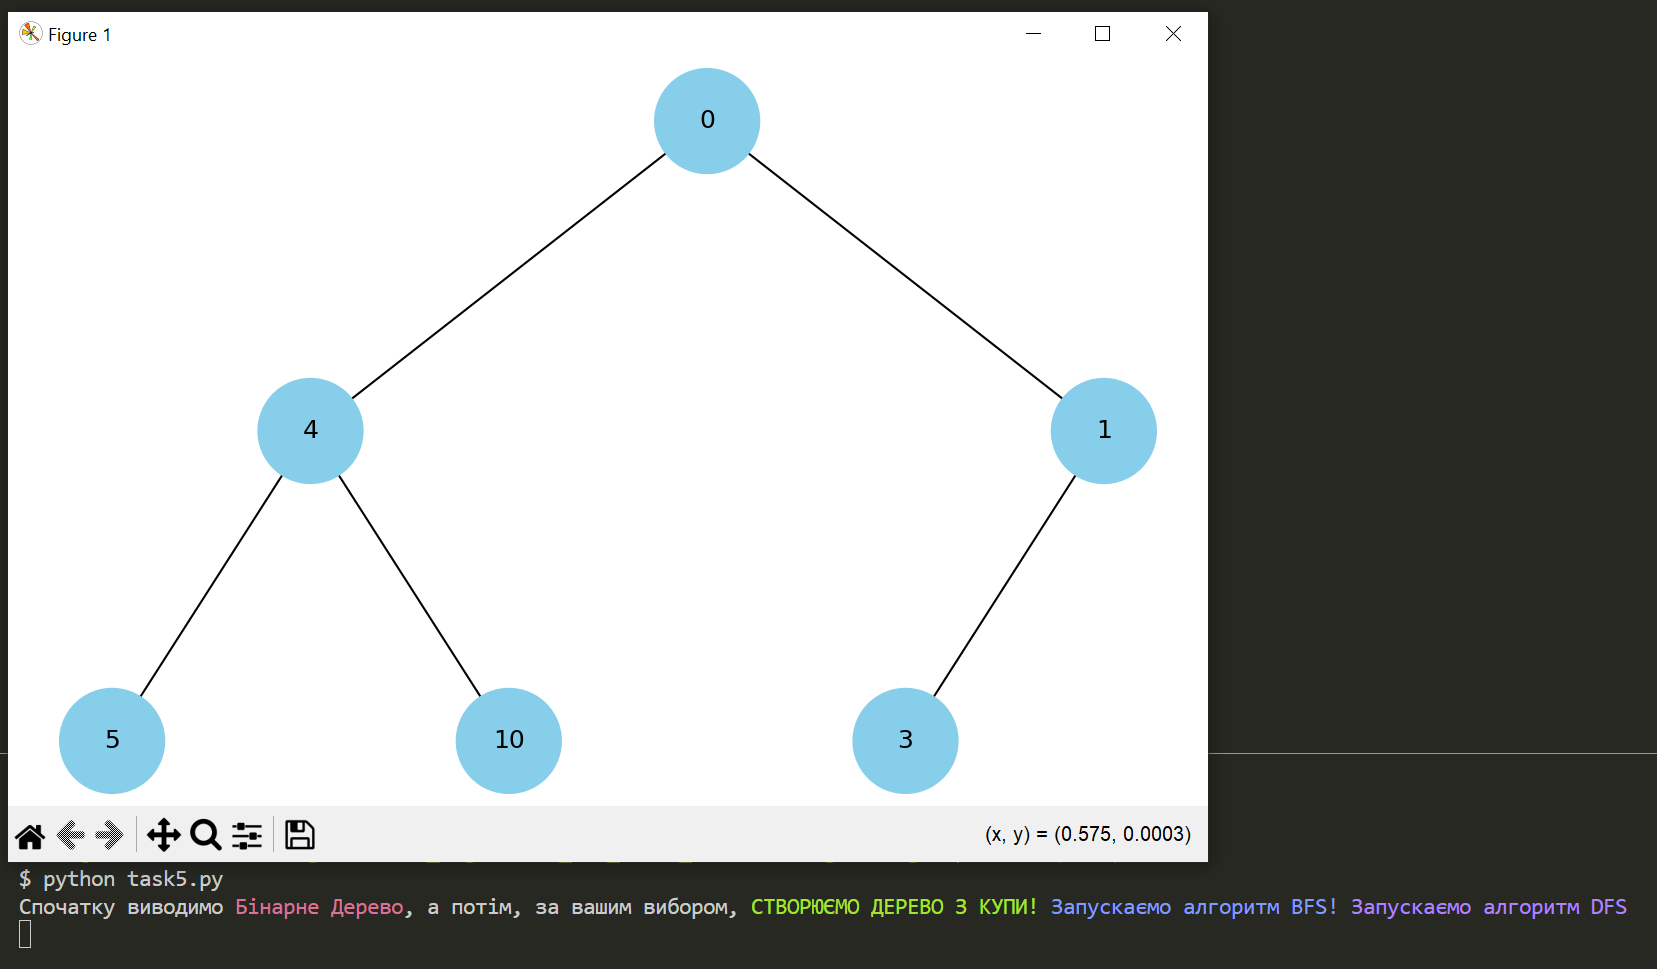 Figure 1
0
4
1
5
10
3
(x, y) = (0.575, 0.0003)
$ python task5.py
Спочатку виводимо Бінарне Дерево, а потім, за вашим вибором, СТВОРЮЄМО ДЕРЕВО З КУПИ! Запускаємо алгоритм BFS! Запускаємо алгоритм DFS